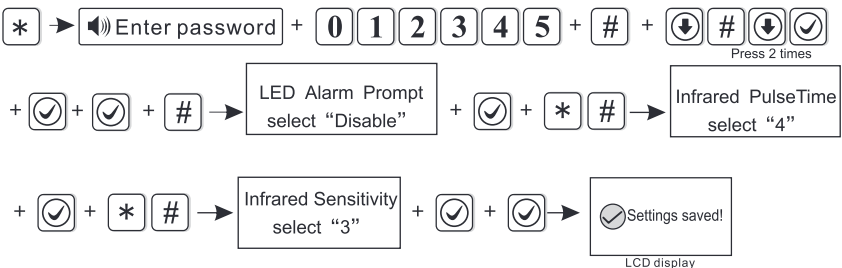 * Enter password + 0 1 2 3 4 5 + # + #
Press 2 times
+ + + # LED Alarm Prompt
select “Disable” + + * # Infrared PulseTime
select “4”
+ + * # Infrared Sensitivity
select “3” + + Settings saved!
LCD display